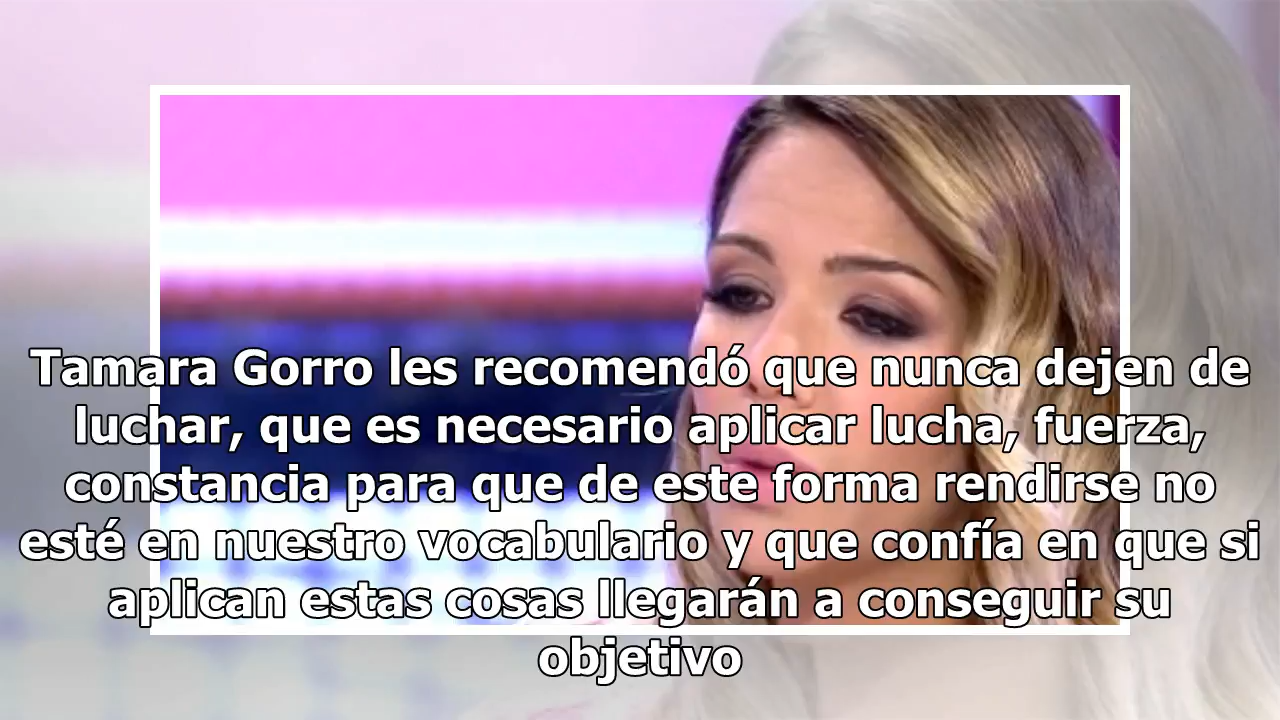 Tamara Gorro les recomendó que nunca dejen de
luchar, que es necesario aplicar lucha, fuerza,
constancia para que de este forma rendirse no
esté en nuestro vocabulario y que confía en que si
aplican estas cosas llegarán a conseguir su
objetivo